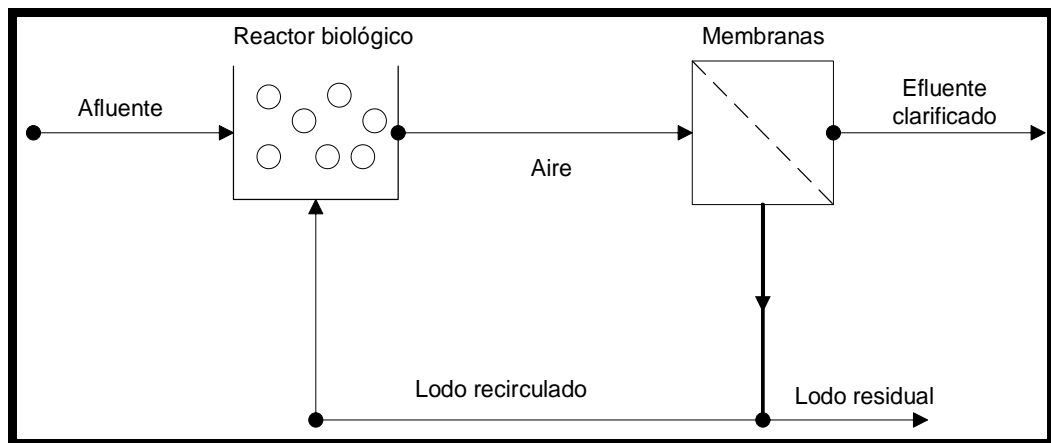 Reactor biológico
Membranas
Afluente
Efluente
clarificado
Aire
Lodo recirculado
Lodo residual